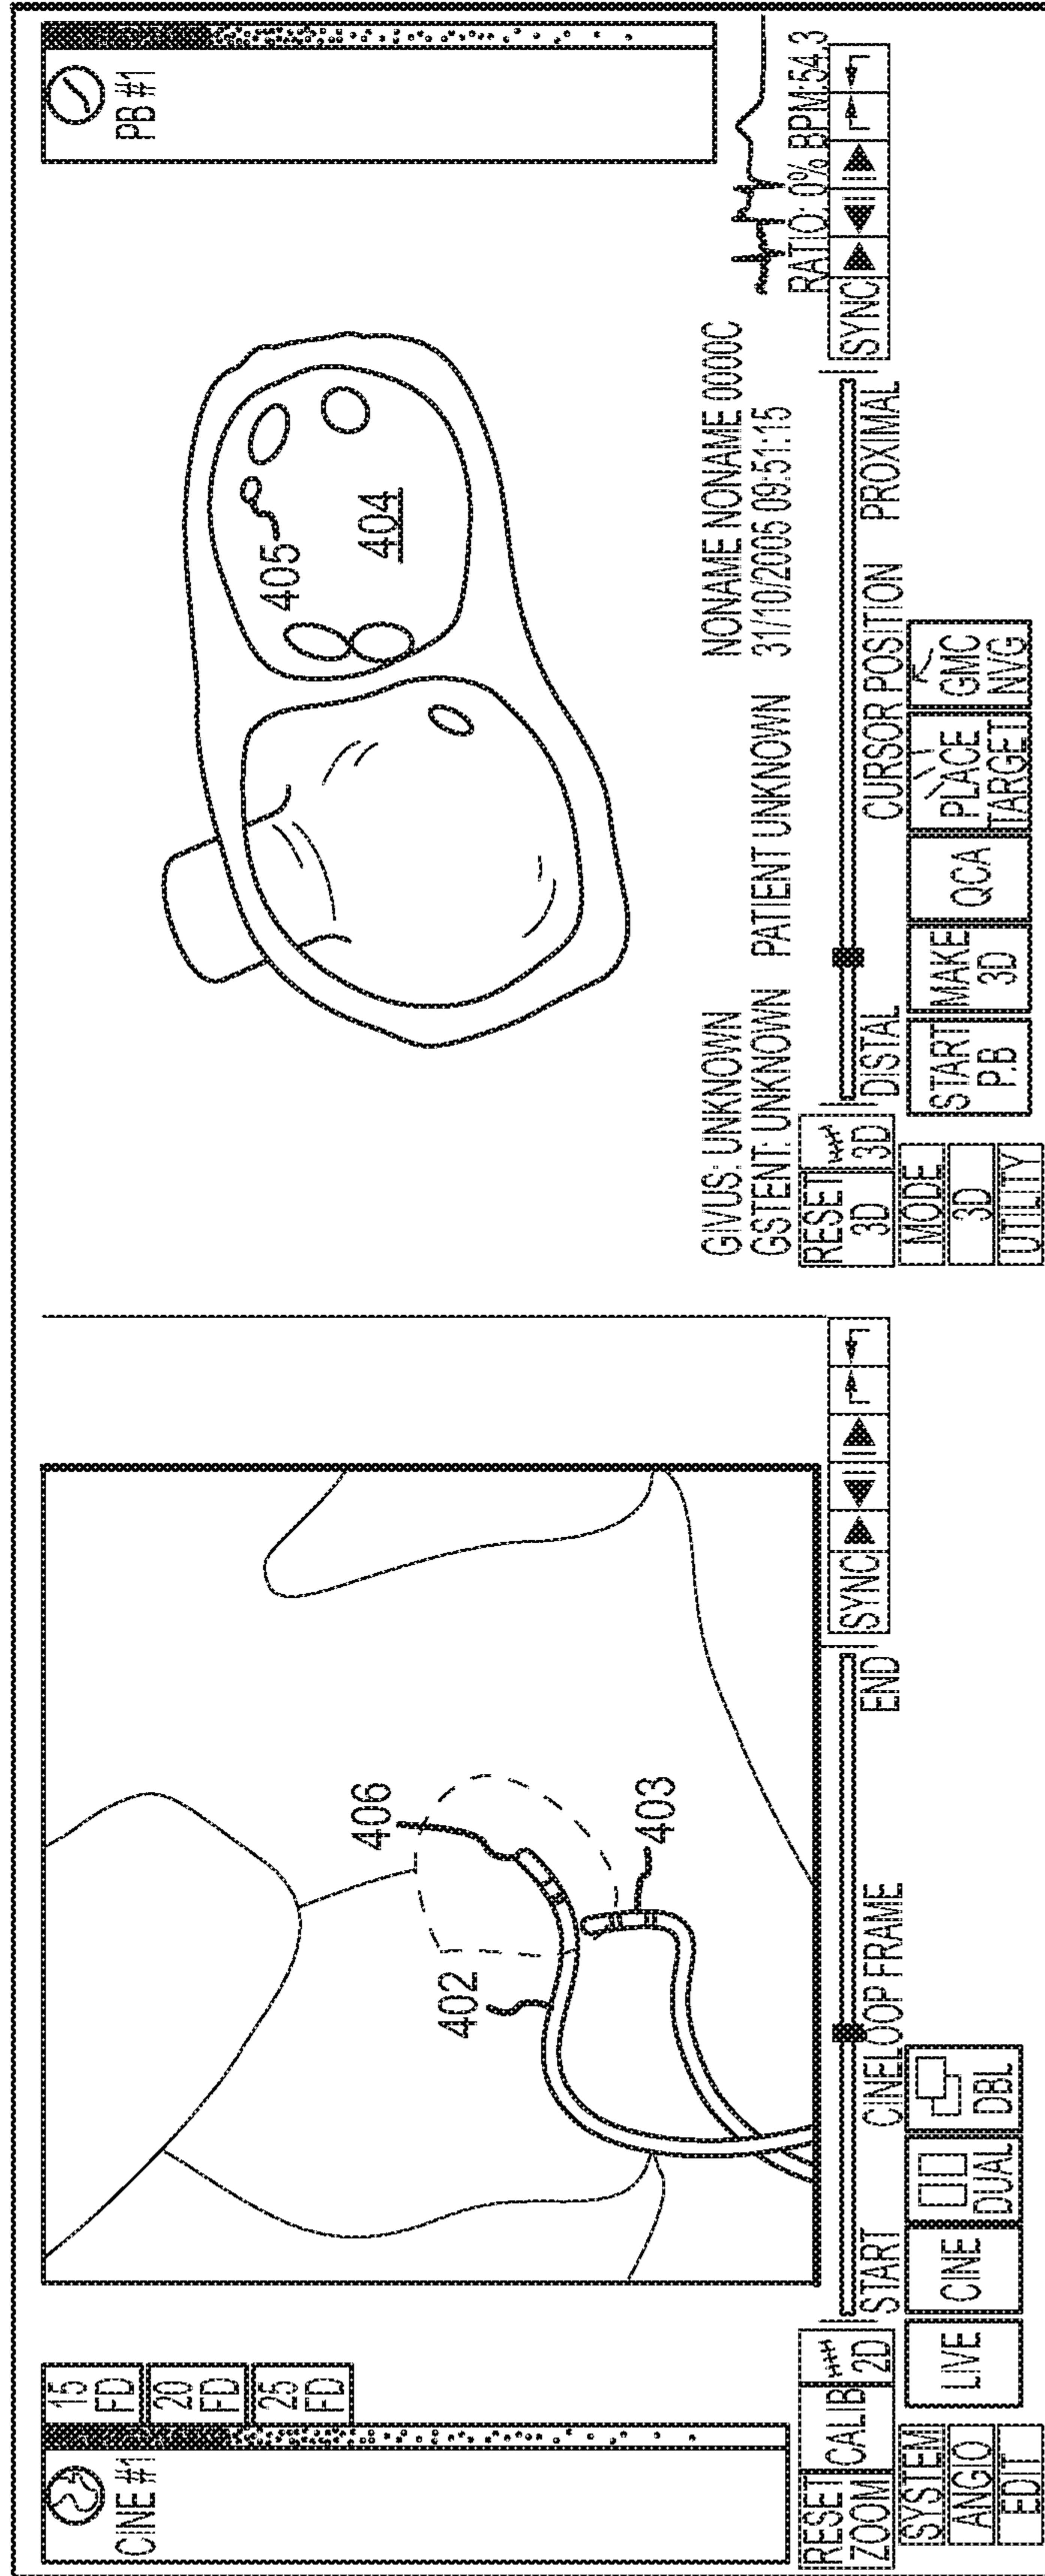 CINE #1
15
FD
20
FD
25
FD
402
406
403
RESET
ZOOM
CALIB
2D
START
CINELOOP FRAME
END
SYNC
SYSTEM
ANGIO
EDIT
LIVE
CINE
DUAL
DBL
PB #1
405
404
GIVUS: UNKNOWN
GSTENT: UNKNOWN
PATIENT UNKNOWN
NONAME NONAME 00000C
31/10/2005 09:51:15
RATIO: 0% BPM:54.3
RESET
3D
3D
DISTAL
CURSOR POSITION
PROXIMAL
SYNC
MODE
3D
UTILITY
START
P.B
MAKE
3D
QCA
PLACE
TARGET
GMC
NVG